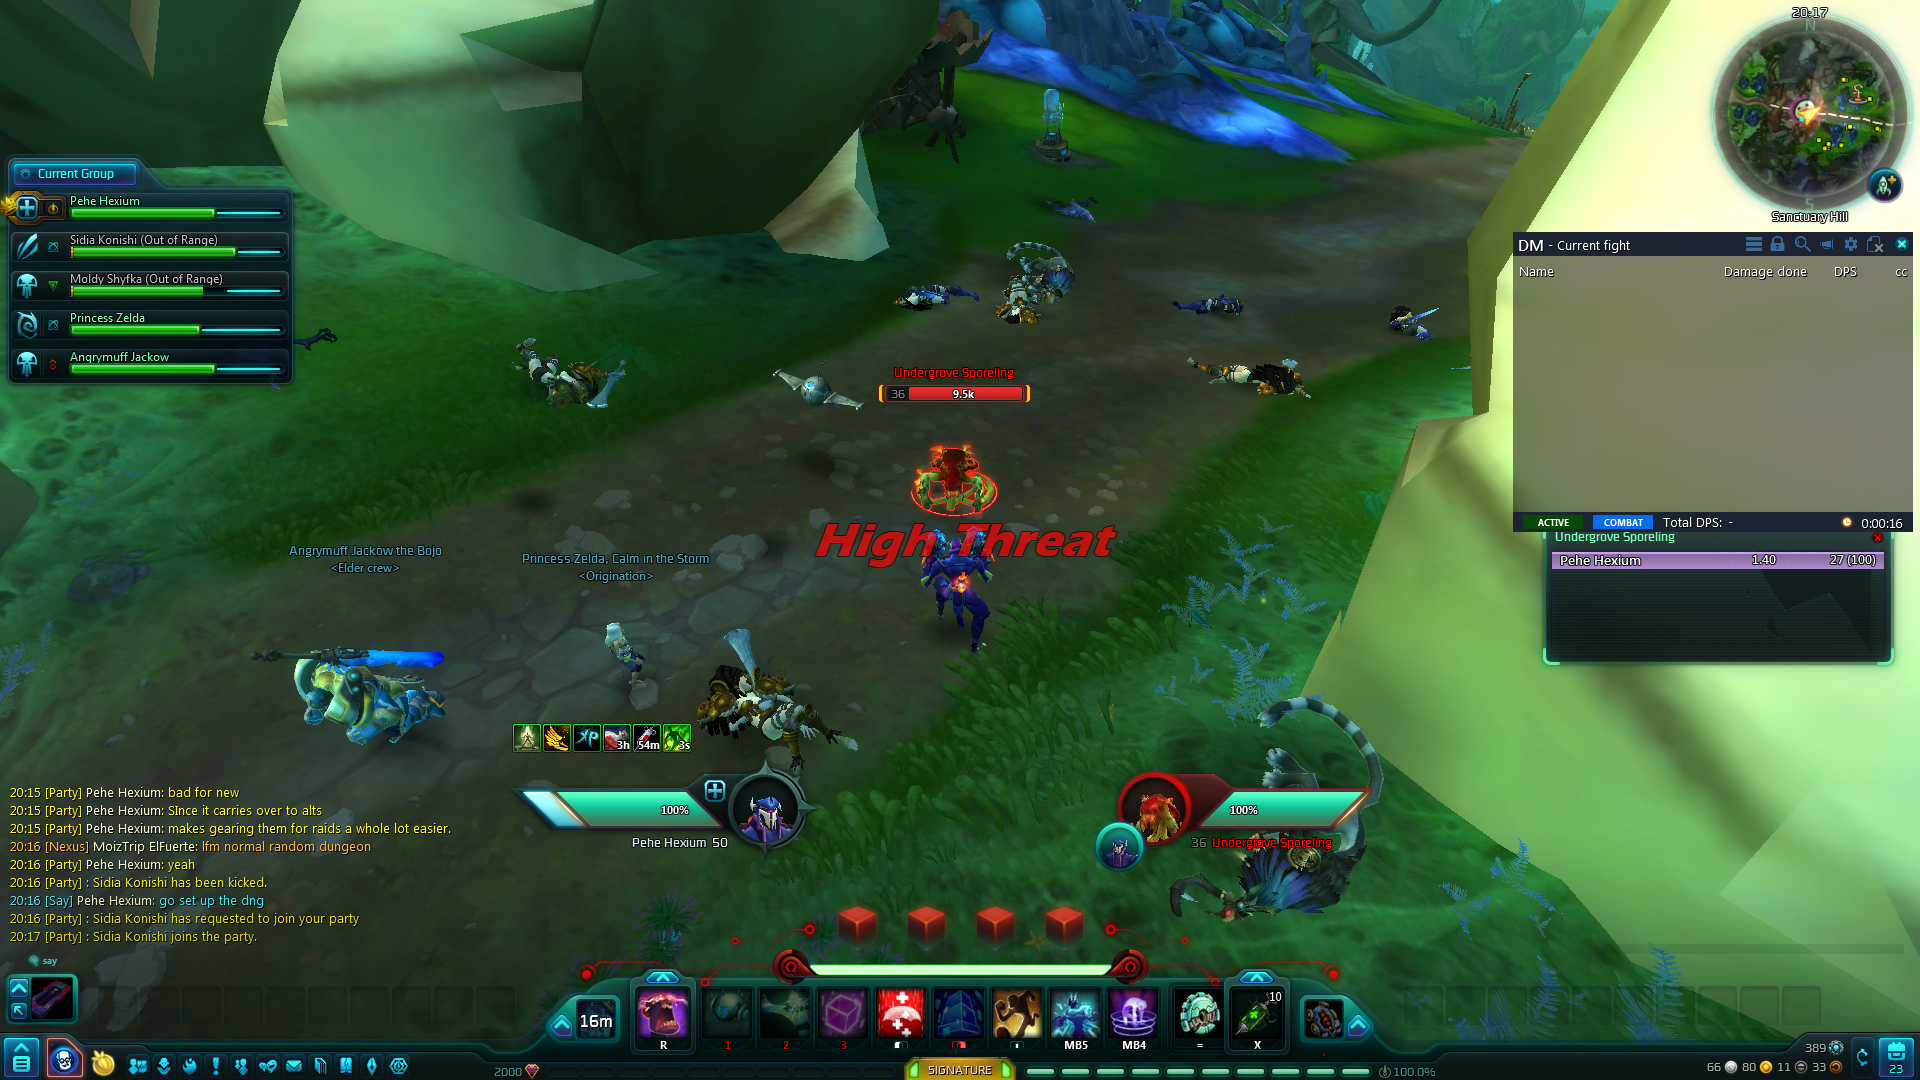 20:17
N
S
Sanctuary Hill
Current Group
Pehe Hexium
Sidia Konishi (Out of Range)
Moldy Shyfka (Out of Range)
Princess Zelda
Angrymuff Jackow
DM - Current fight
Name Damage done DPS cc
ACTIVE COMBAT Total DPS: - 0:00:16
Undergrove Sporeling
Pehe Hexium 1.40 27 (100)
Undergrove Sporeling
36 9.5k
High Threat
Angrymuff Jackow the Bojo
<Elder crew>
Princess Zelda, Calm in the Storm
<Origination>
3h 54m 3s
100%
Pehe Hexium 50
100%
36 Undergrove Sporeling
20:15 [Party] Pehe Hexium: bad for new
20:15 [Party] Pehe Hexium: SInce it carries over to alts
20:15 [Party] Pehe Hexium: makes gearing them for raids a whole lot easier.
20:16 [Nexus] MoizTrip ElFuerte: lfm normal random dungeon
20:16 [Party] Pehe Hexium: yeah
20:16 [Party] : Sidia Konishi has been kicked.
20:16 [Say] Pehe Hexium: go set up the dng
20:16 [Party] : Sidia Konishi has requested to join your party
20:17 [Party] : Sidia Konishi joins the party.
say
16m
10
R 1 2 3 MB5 MB4 = X
2000
SIGNATURE
100.0%
389
66 80 11 33
23